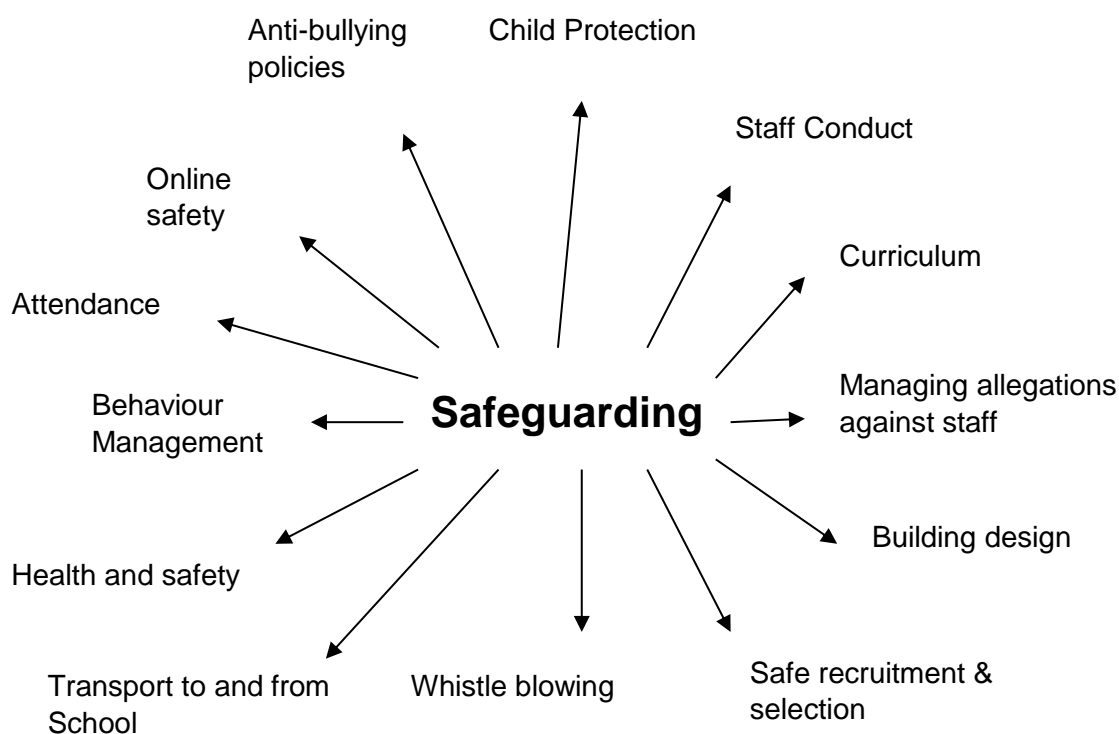 Anti-bullying
policies
Child Protection
Staff Conduct
Online
safety
Curriculum
Attendance
Managing allegations
against staff
Behaviour
Management
Safeguarding
Building design
Health and safety
Transport to and from
School
Whistle blowing
Safe recruitment &
selection